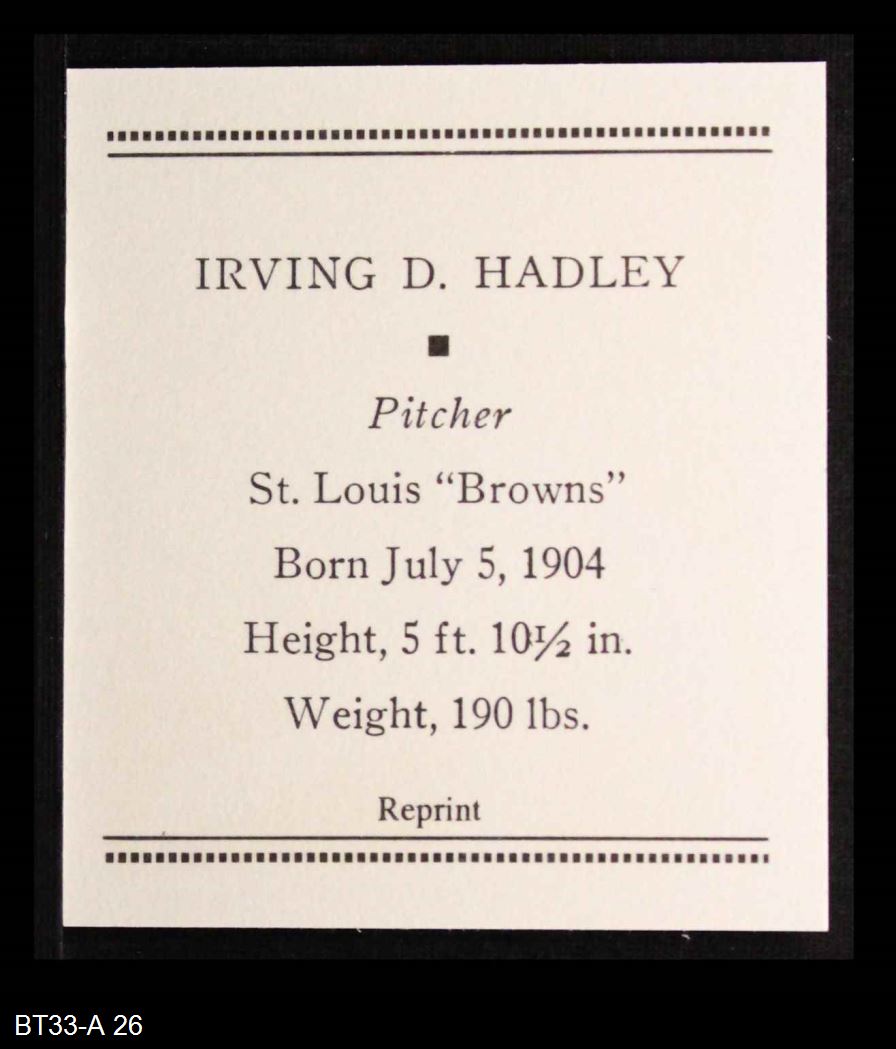 IRVING D. HADLEY
Pitcher
St. Louis “Browns”
Born July 5, 1904
Height, 5 ft. 10½ in.
Weight, 190 lbs.
Reprint
BT33-A 26